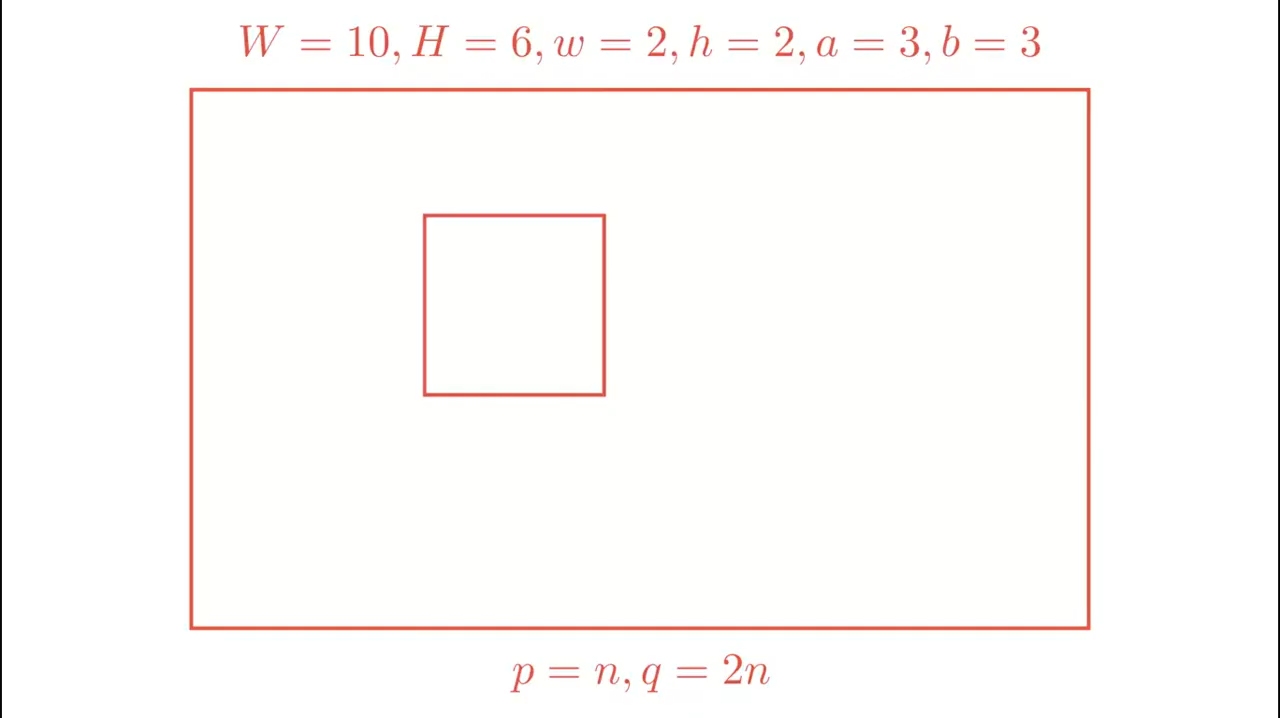 W = 10, H = 6, w = 2, h = 2, a = 3, b = 3
p = n, q = 2n